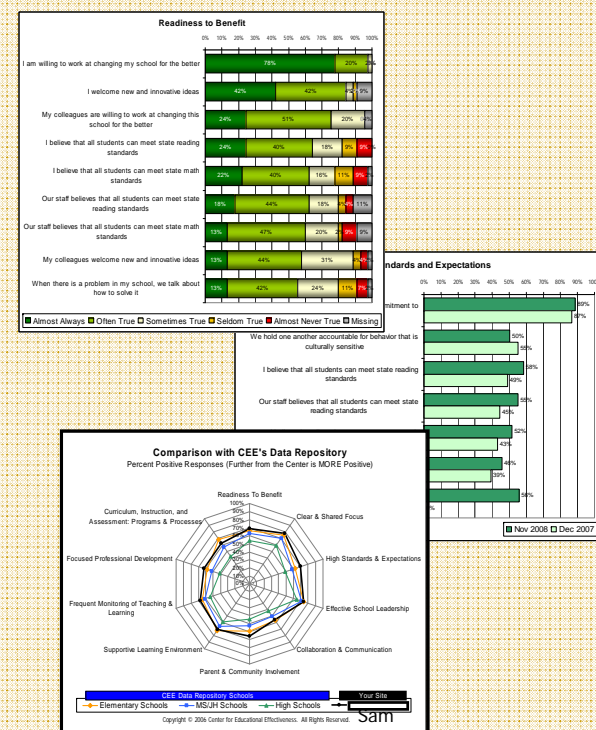 Readiness to Benefit
0% 10% 20% 30% 40% 50% 60% 70% 80% 90% 100%
I am willing to work at changing my school for the better
78% 20%
I welcome new and innovative ideas
42% 42% 4% 9%
My colleagues are willing to work at changing this
school for the better
24% 51% 20%
I believe that all students can meet state reading
standards
24% 40% 18% 9% 9%
I believe that all students can meet state math
standards
22% 40% 16% 11% 9%
Our staff believes that all students can meet state
reading standards
18% 44% 18% 4% 4% 11%
Our staff believes that all students can meet state math
standards
13% 47% 20% 2% 9% 9%
My colleagues welcome new and innovative ideas
13% 44% 31%
When there is a problem in my school, we talk about
how to solve it
13% 42% 24% 11% 7%
Almost Always Often True Sometimes True Seldom True Almost Never True Missing
ndards and Expectations
0% 10% 20% 30% 40% 50% 60% 70% 80% 90% 100
mitment to
89%
87%
We hold one another accountable for behavior that is
culturally sensitive
50%
55%
I believe that all students can meet state reading
standards
58%
49%
Our staff believes that all students can meet state
reading standards
55%
45%
52%
43%
46%
39%
56%
Nov 2008 Dec 2007
Comparison with CEE's Data Repository
Percent Positive Responses (Further from the Center is MORE Positive)
Readiness To Benefit
100%
90%
80%
70%
Clear & Shared Focus
High Standards & Expectations
Effective School Leadership
Collaboration & Communication
Parent & Community Involvement
Supportive Learning Environment
Frequent Monitoring of Teaching &
Learning
Focused Professional Development
Curriculum, Instruction, and
Assessment: Programs & Processes
CEE Data Repository Schools Your Site
Elementary Schools MS/JH Schools High Schools
Copyright © 2006 Center for Educational Effectiveness. All Rights Reserved.
Sam